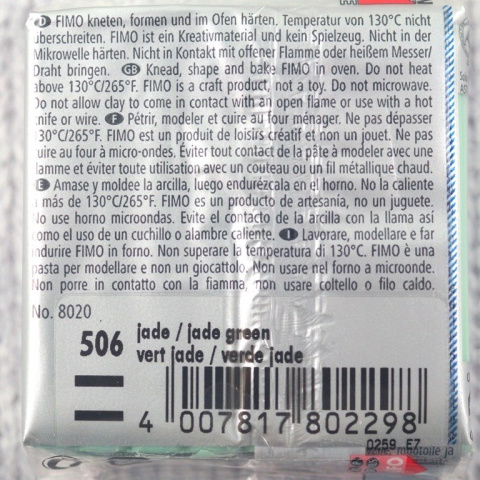 D FIMO kneten, formen und im Ofen härten. Temperatur von 130°C nicht
überschreiten. FIMO ist ein Kreativmaterial und kein Spielzeug. Nicht in der
Mikrowelle härten. Nicht in Kontakt mit offener Flamme oder heißem Messer/
Draht bringen. GB Knead, shape and bake FIMO in oven. Do not heat
above 130°C/265°F. FIMO is a craft product, not a toy. Do not microwave.
Do not allow clay to come in contact with an open flame or use with a hot
knife or wire. F Pétrir, modeler et cuire au four ménager. Ne pas dépasser
130°C/265°F. FIMO est un produit de loisirs créatif et non un jouet. Ne pas
cuire au four à micro-ondes. Éviter tout contact de la pâte à modeler avec une
flamme et éviter toute utilisation avec un couteau ou un fil métallique chaud.
E Amase y moldee la arcilla, luego endurézcala en el horno. No la caliente
a más de 130°C/265°F. FIMO es un producto de artesanía, no un juguete.
No use horno microondas. Evite el contacto de la arcilla con la llama así
como el uso de un cuchillo o alambre caliente. I Lavorare, modellare e far
indurire FIMO in forno. Non superare la temperatura di 130°C. FIMO è una
pasta per modellare e non un giocattolo. Non usare nel forno a microonde.
Non porre in contatto con la fiamma, non usare coltello o filo caldo.
No. 8020
506 jade / jade green
vert jade / verde jade
4 007817 802298
0259 E7